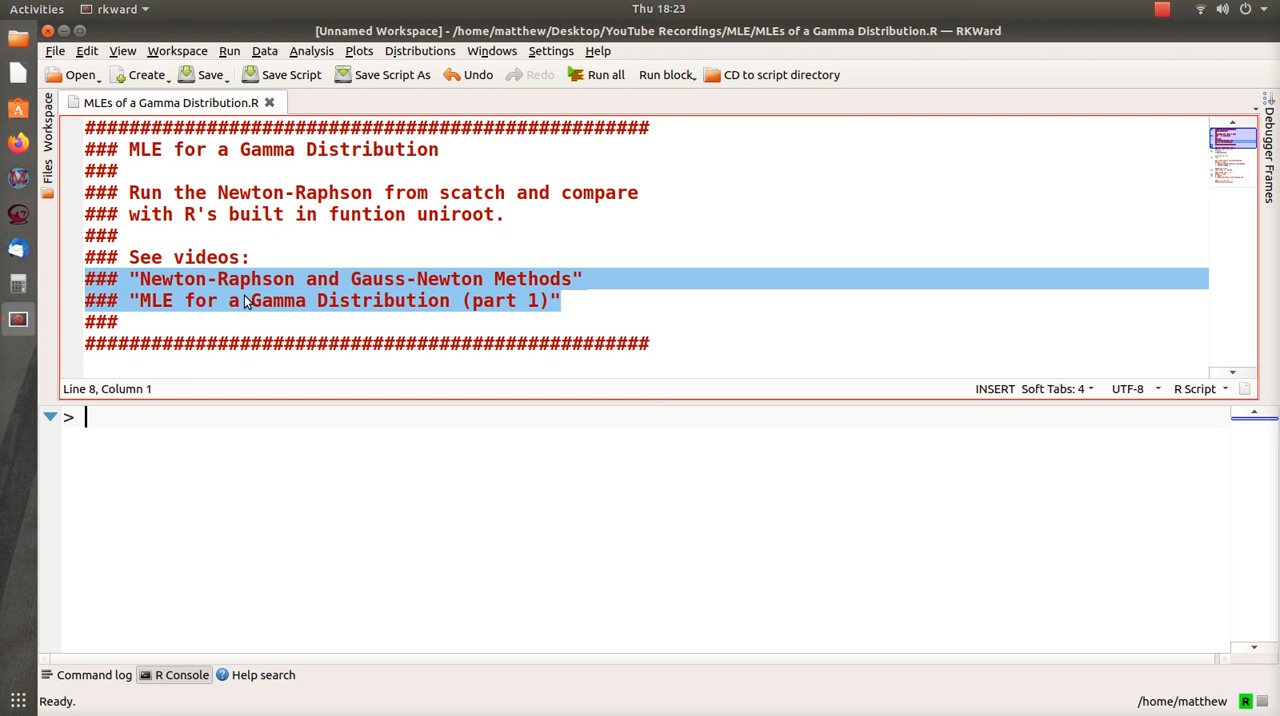 Activities rkward Thu 18:23
[Unnamed Workspace] - /home/matthew/Desktop/YouTube Recordings/MLE/MLEs of a Gamma Distribution.R — RKWard
File Edit View Workspace Run Data Analysis Plots Distributions Windows Settings Help
Open Create Save Save Script Save Script As Undo Redo Run all Run block CD to script directory
Workspace
Files
MLEs of a Gamma Distribution.R
###################################################
### MLE for a Gamma Distribution
###
### Run the Newton-Raphson from scatch and compare
### with R's built in funtion uniroot.
###
### See videos:
### "Newton-Raphson and Gauss-Newton Methods"
### "MLE for a Gamma Distribution (part 1)"
###
###################################################
Debugger Frames
Line 8, Column 1 INSERT Soft Tabs: 4 UTF-8 R Script
>
Command log R Console Help search
Ready. /home/matthew R